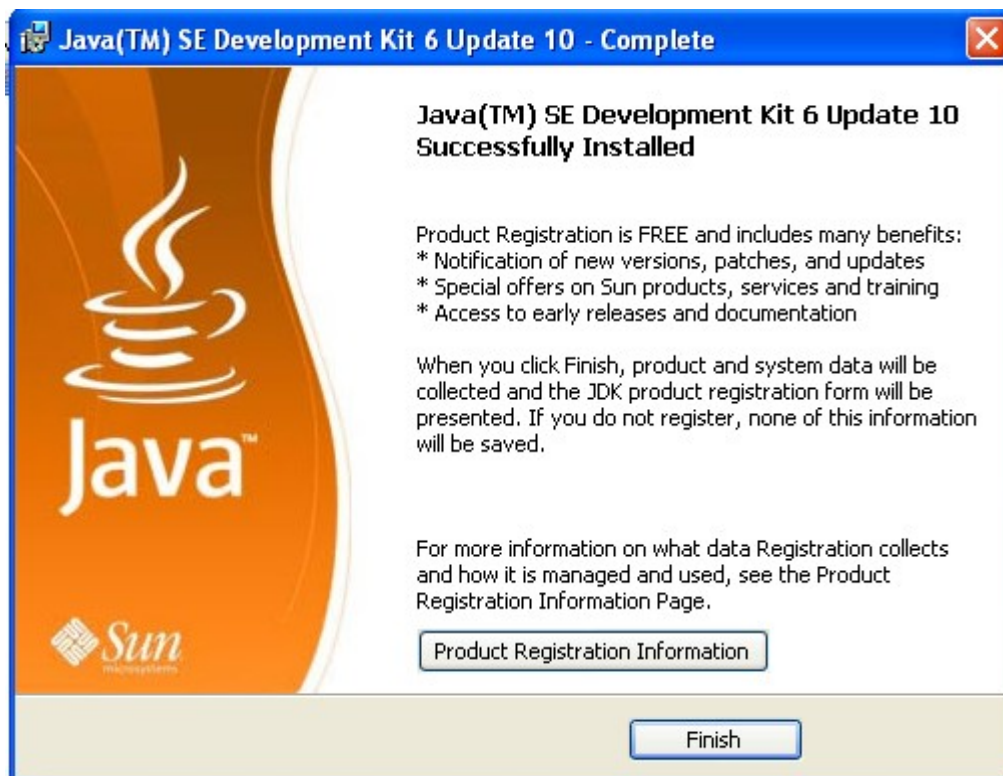 Java(TM) SE Development Kit 6 Update 10 - Complete
Java(TM) SE Development Kit 6 Update 10
Successfully Installed
Product Registration is FREE and includes many benefits:
* Notification of new versions, patches, and updates
* Special offers on Sun products, services and training
* Access to early releases and documentation
When you click Finish, product and system data will be
collected and the JDK product registration form will be
presented. If you do not register, none of this information
will be saved.
Java™
For more information on what data Registration collects
and how it is managed and used, see the Product
Registration Information Page.
Sun
microsystems
Product Registration Information
Finish